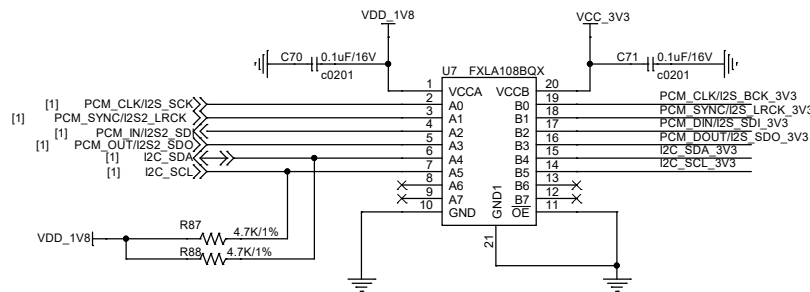 VDD_1V8
VCC_3V3
C70
0.1uF/16V
c0201
U7 FXLA108BQX
C71
0.1uF/16V
c0201
1 VCCA VCCB 20
[1] PCM_CLK/I2S_SCK 2 A0 B0 19 PCM_CLK/I2S_BCK_3V3
[1] PCM_SYNC/I2S2_LRCK 3 A1 B1 18 PCM_SYNC/I2S_LRCK_3V3
[1] PCM_IN/I2S2_SDI 4 A2 B2 17 PCM_DIN/I2S_SDI_3V3
[1] PCM_OUT/I2S2_SDO 5 A3 B3 16 PCM_DOUT/I2S_SDO_3V3
[1] I2C_SDA 6 A4 B4 15 I2C_SDA_3V3
[1] I2C_SCL 7 A5 B5 14 I2C_SCL_3V3
8 A6 B6 13
9 A7 B7 12
10 GND OE 11
GND1
21
R87
4.7K/1%
VDD_1V8
R88 4.7K/1%